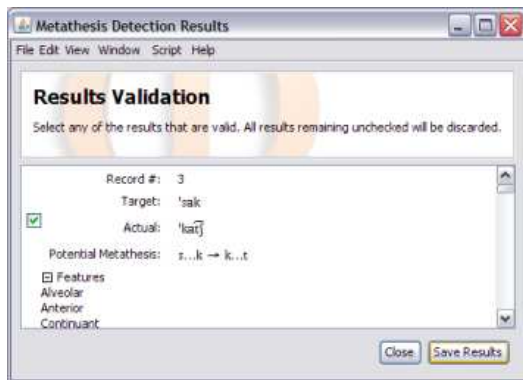 Metathesis Detection Results
File Edit View Window Script Help
Results Validation
Select any of the results that are valid. All results remaining unchecked will be discarded.
Record #: 3
Target: ˈsak
Actual: ˈkat͡ʃ
Potential Metathesis: s…k → k…t
Features
Alveolar
Anterior
Continuant
Close Save Results